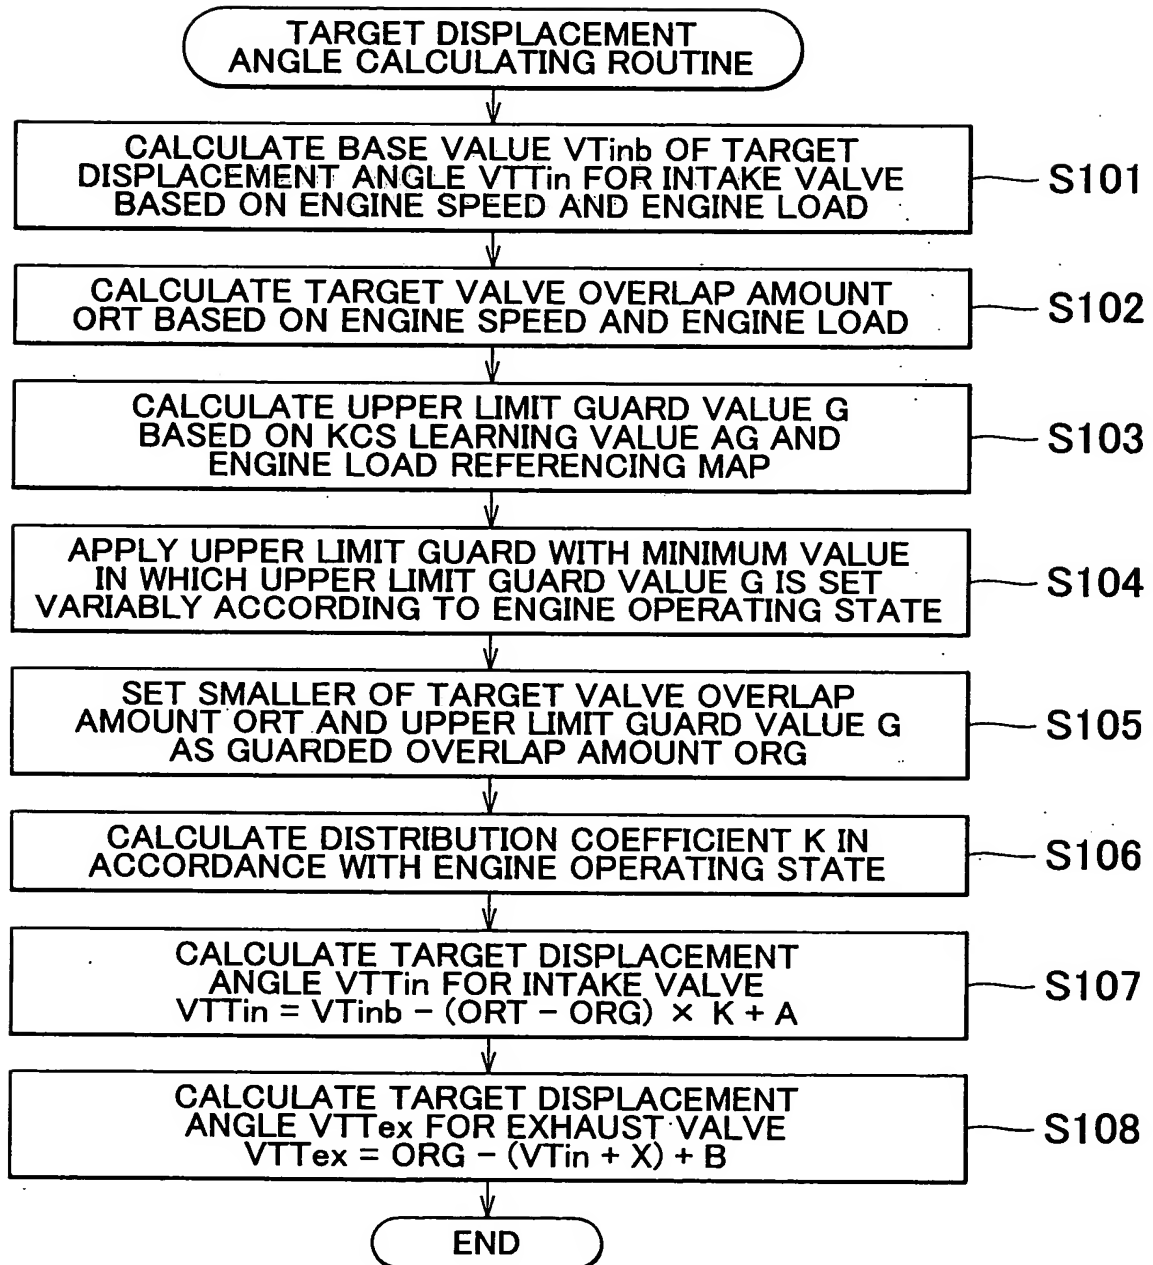 TARGET DISPLACEMENT
ANGLE CALCULATING ROUTINE
CALCULATE BASE VALUE VTinb OF TARGET
DISPLACEMENT ANGLE VTTin FOR INTAKE VALVE
BASED ON ENGINE SPEED AND ENGINE LOAD
S101
CALCULATE TARGET VALVE OVERLAP AMOUNT
ORT BASED ON ENGINE SPEED AND ENGINE LOAD
S102
CALCULATE UPPER LIMIT GUARD VALUE G
BASED ON KCS LEARNING VALUE AG AND
ENGINE LOAD REFERENCING MAP
S103
APPLY UPPER LIMIT GUARD WITH MINIMUM VALUE
IN WHICH UPPER LIMIT GUARD VALUE G IS SET
VARIABLY ACCORDING TO ENGINE OPERATING STATE
S104
SET SMALLER OF TARGET VALVE OVERLAP
AMOUNT ORT AND UPPER LIMIT GUARD VALUE G
AS GUARDED OVERLAP AMOUNT ORG
S105
CALCULATE DISTRIBUTION COEFFICIENT K IN
ACCORDANCE WITH ENGINE OPERATING STATE
S106
CALCULATE TARGET DISPLACEMENT
ANGLE VTTin FOR INTAKE VALVE
VTTin = VTinb - (ORT - ORG) × K + A
S107
CALCULATE TARGET DISPLACEMENT
ANGLE VTTex FOR EXHAUST VALVE
VTTex = ORG - (VTin + X) + B
S108
END